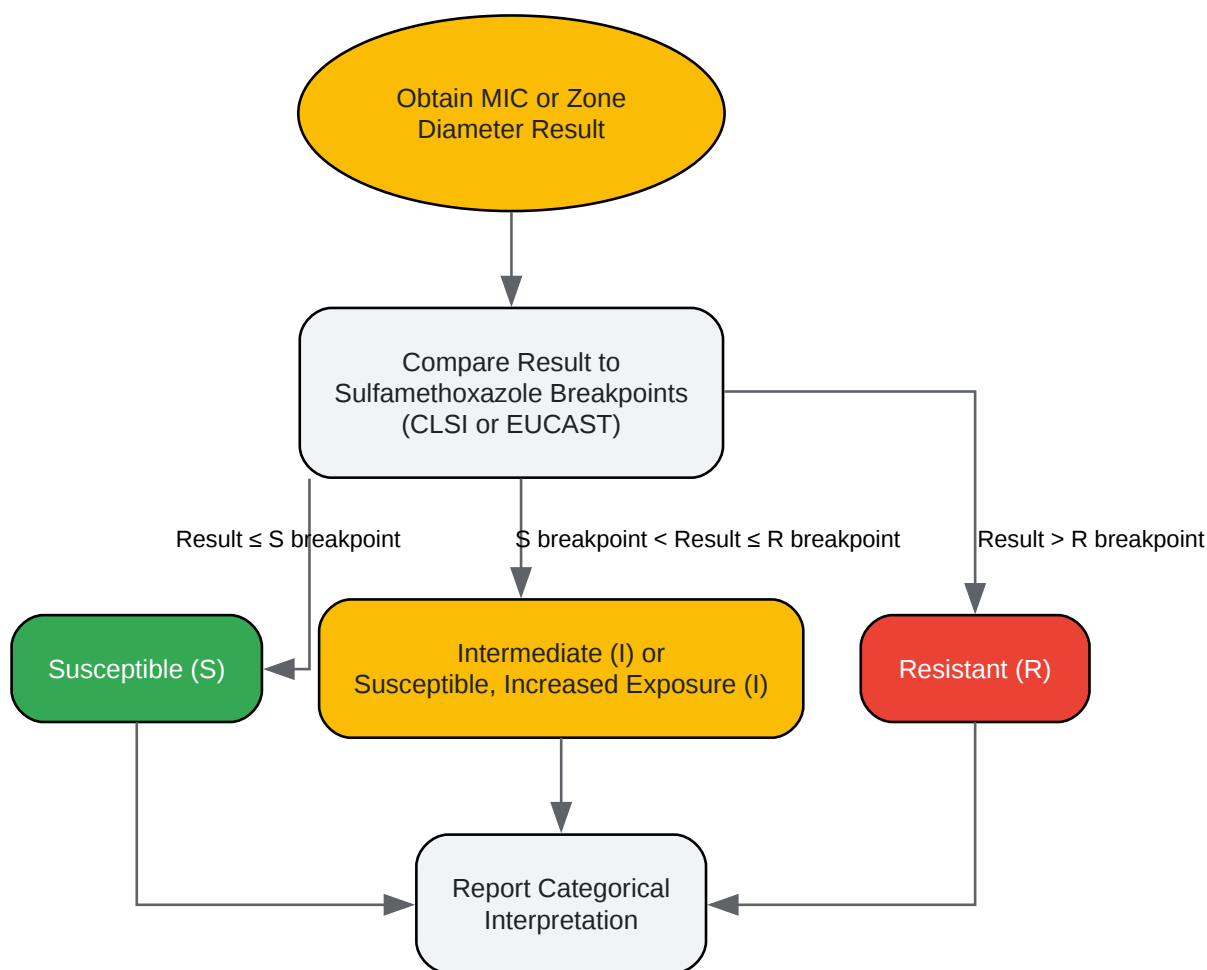 Obtain MIC or Zone
Diameter Result
Compare Result to
Sulfamethoxazole Breakpoints
(CLSI or EUCAST)
Result ≤ S breakpoint
S breakpoint < Result ≤ R breakpoint
Result > R breakpoint
Susceptible (S)
Intermediate (I) or
Susceptible, Increased Exposure (I)
Resistant (R)
Report Categorical
Interpretation